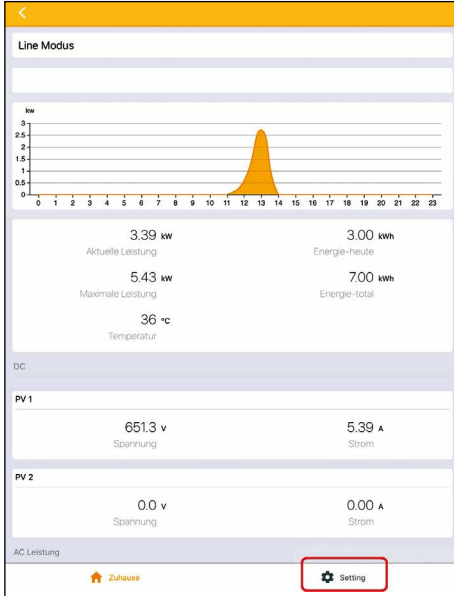 Line Modus
kw
3
2.5
2
1.5
1
0.5
0
0 1 2 3 4 5 6 7 8 9 10 11 12 13 14 15 16 17 18 19 20 21 22 23
3.39 kW 3.00 kWh
Aktuelle Leistung Energie-heute
5.43 kW 7.00 kWh
Maximale Leistung Energie-total
36 °C
Temperatur
DC
PV 1
651.3 V 5.39 A
Spannung Strom
PV 2
0.0 V 0.00 A
Spannung Strom
AC Leistung
Zuhause Setting